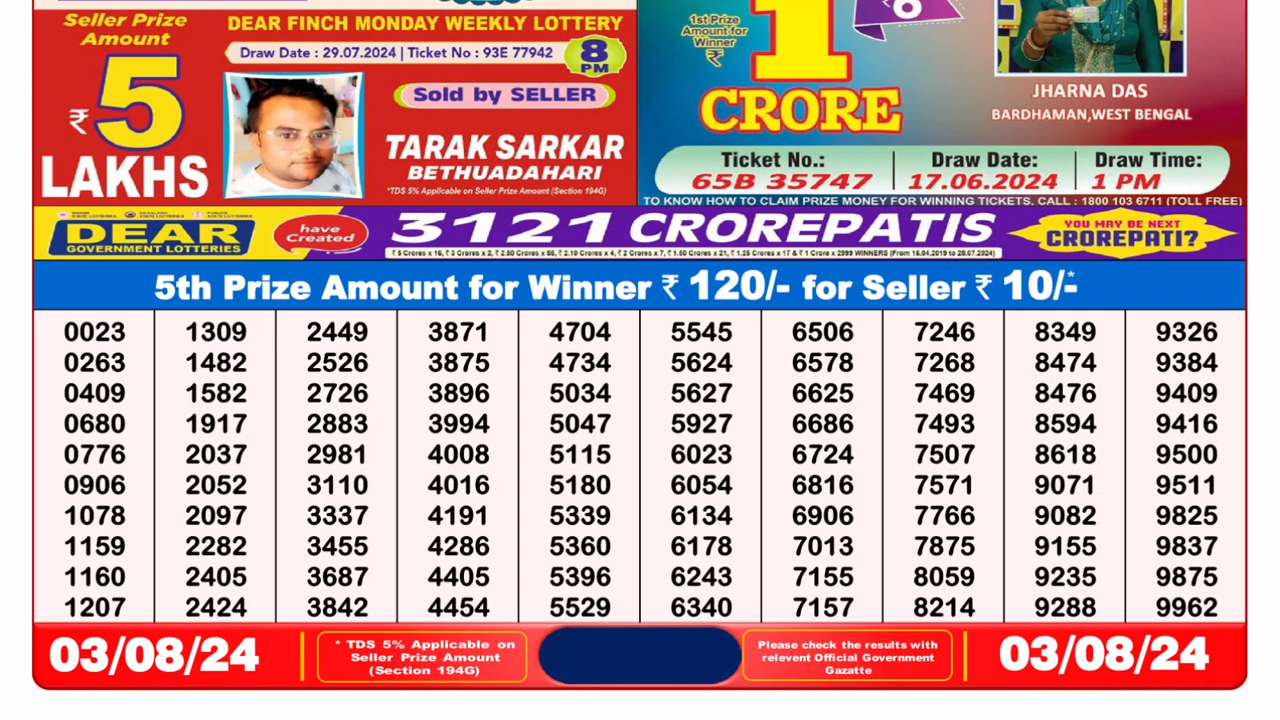 Seller Prize
Amount
₹ 5
LAKHS
DEAR FINCH MONDAY WEEKLY LOTTERY
Draw Date : 29.07.2024 | Ticket No : 93E 77942
8
PM
Sold by SELLER
TARAK SARKAR
BETHUADAHARI
*TDS 5% Applicable on Seller Prize Amount (Section 194G)
1st Prize
Amount for
Winner
₹
1
CRORE
JHARNA DAS
BARDHAMAN,WEST BENGAL
Ticket No.: Draw Date: Draw Time:
65B 35747 17.06.2024 1 PM
TO KNOW HOW TO CLAIM PRIZE MONEY FOR WINNING TICKETS. CALL : 1800 103 6711 (TOLL FREE)
DEAR
GOVERNMENT LOTTERIES
have
Created
3121 CROREPATIS
YOU MAY BE NEXT
CROREPATI?
5th Prize Amount for Winner ₹ 120/- for Seller ₹ 10/-*
0023 1309 2449 3871 4704 5545 6506 7246 8349 9326
0263 1482 2526 3875 4734 5624 6578 7268 8474 9384
0409 1582 2726 3896 5034 5627 6625 7469 8476 9409
0680 1917 2883 3994 5047 5927 6686 7493 8594 9416
0776 2037 2981 4008 5115 6023 6724 7507 8618 9500
0906 2052 3110 4016 5180 6054 6816 7571 9071 9511
1078 2097 3337 4191 5339 6134 6906 7766 9082 9825
1159 2282 3455 4286 5360 6178 7013 7875 9155 9837
1160 2405 3687 4405 5396 6243 7155 8059 9235 9875
1207 2424 3842 4454 5529 6340 7157 8214 9288 9962
03/08/24
* TDS 5% Applicable on
Seller Prize Amount
(Section 194G)
Please check the results with
relevent Official Government
Gazatte
03/08/24